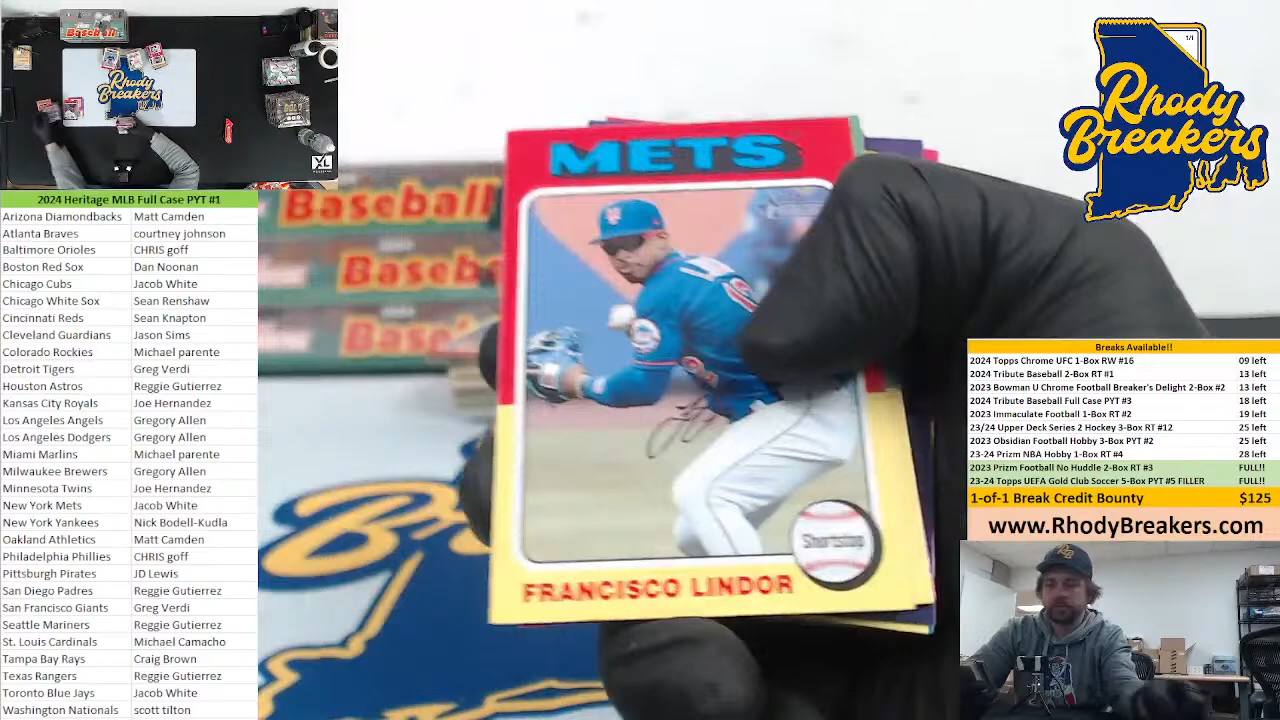 Baseball
Rhody
Breakers
XL
2024 Heritage MLB Full Case PYT #1
Arizona Diamondbacks Matt Camden
Atlanta Braves courtney johnson
Baltimore Orioles CHRIS goff
Boston Red Sox Dan Noonan
Chicago Cubs Jacob White
Chicago White Sox Sean Renshaw
Cincinnati Reds Sean Knapton
Cleveland Guardians Jason Sims
Colorado Rockies Michael parente
Detroit Tigers Greg Verdi
Houston Astros Reggie Gutierrez
Kansas City Royals Joe Hernandez
Los Angeles Angels Gregory Allen
Los Angeles Dodgers Gregory Allen
Miami Marlins Michael parente
Milwaukee Brewers Gregory Allen
Minnesota Twins Joe Hernandez
New York Mets Jacob White
New York Yankees Nick Bodell-Kudla
Oakland Athletics Matt Camden
Philadelphia Phillies CHRIS goff
Pittsburgh Pirates JD Lewis
San Diego Padres Reggie Gutierrez
San Francisco Giants Greg Verdi
Seattle Mariners Reggie Gutierrez
St. Louis Cardinals Michael Camacho
Tampa Bay Rays Craig Brown
Texas Rangers Reggie Gutierrez
Toronto Blue Jays Jacob White
Washington Nationals scott tilton
Baseball
Baseb
Base
METS
Shortstop
FRANCISCO LINDOR
1/1
Rhody
Breakers
Breaks Available!!
2024 Topps Chrome UFC 1-Box RW #16 09 left
2024 Tribute Baseball 2-Box RT #1 13 left
2023 Bowman U Chrome Football Breaker's Delight 2-Box #2 13 left
2024 Tribute Baseball Full Case PYT #3 18 left
2023 Immaculate Football 1-Box RT #2 19 left
23/24 Upper Deck Series 2 Hockey 3-Box RT #12 25 left
2023 Obsidian Football Hobby 3-Box PYT #2 25 left
23-24 Prizm NBA Hobby 1-Box RT #4 28 left
2023 Prizm Football No Huddle 2-Box RT #3 FULL!!
23-24 Topps UEFA Gold Club Soccer 5-Box PYT #5 FILLER FULL!!
1-of-1 Break Credit Bounty $125
www.RhodyBreakers.com
RB